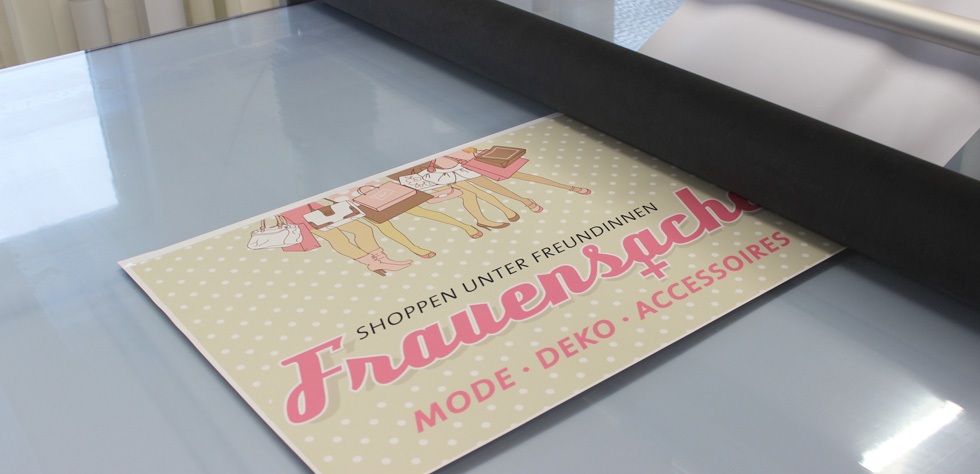 SHOPPEN UNTER FREUNDINNEN
Frauensache
MODE · DEKO · ACCESSOIRES